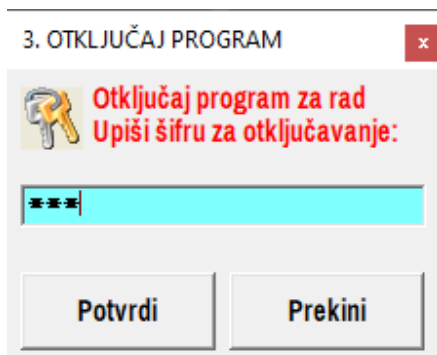 3. OTKLJUČAJ PROGRAM
x
Otključaj program za rad
Upiši šifru za otključavanje:
***
Potvrdi
Prekini